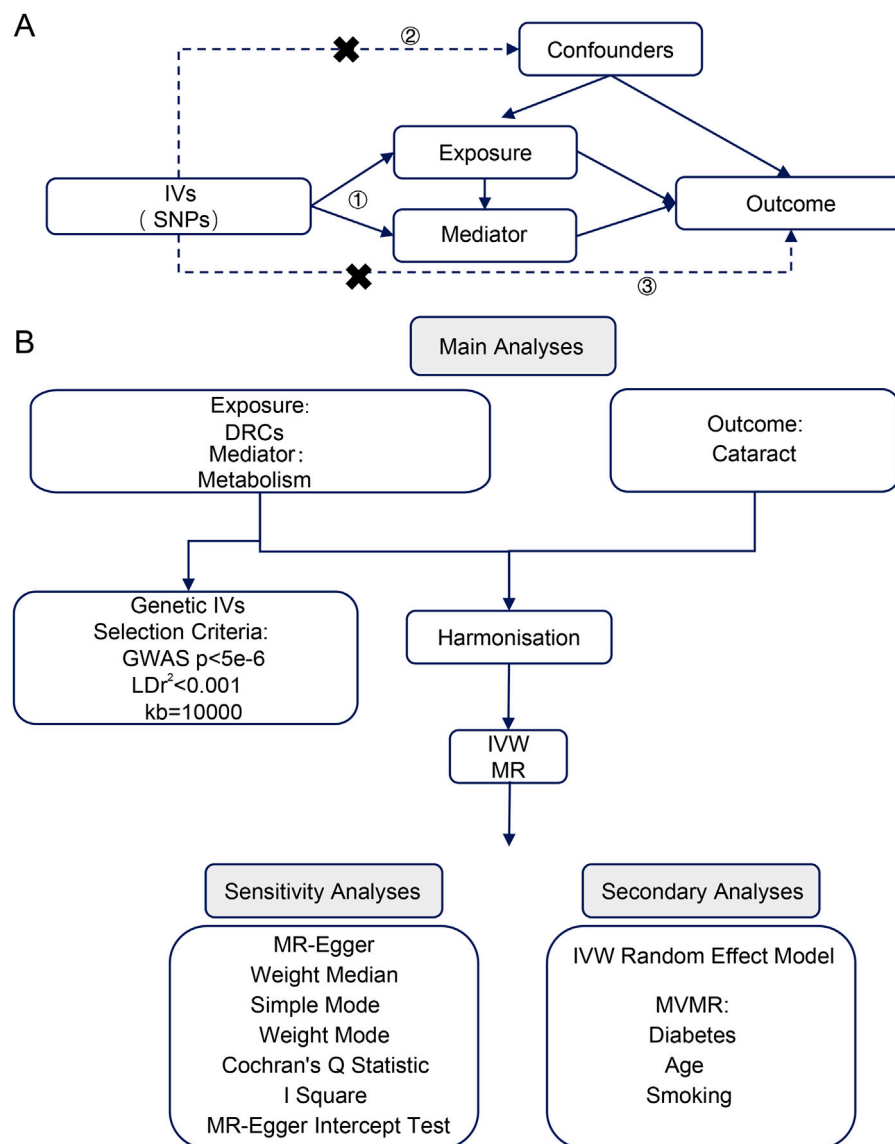 A
②
Confounders
Exposure
IVs
（ SNPs）
①
Outcome
Mediator
③
B
Main Analyses
Exposure：
DRCs
Mediator：
Metabolism
Outcome:
Cataract
Genetic IVs
Selection Criteria:
GWAS p<5e-6
LDr²<0.001
kb=10000
Harmonisation
IVW
MR
Sensitivity Analyses
MR-Egger
Weight Median
Simple Mode
Weight Mode
Cochran's Q Statistic
I Square
MR-Egger Intercept Test
Secondary Analyses
IVW Random Effect Model
MVMR:
Diabetes
Age
Smoking